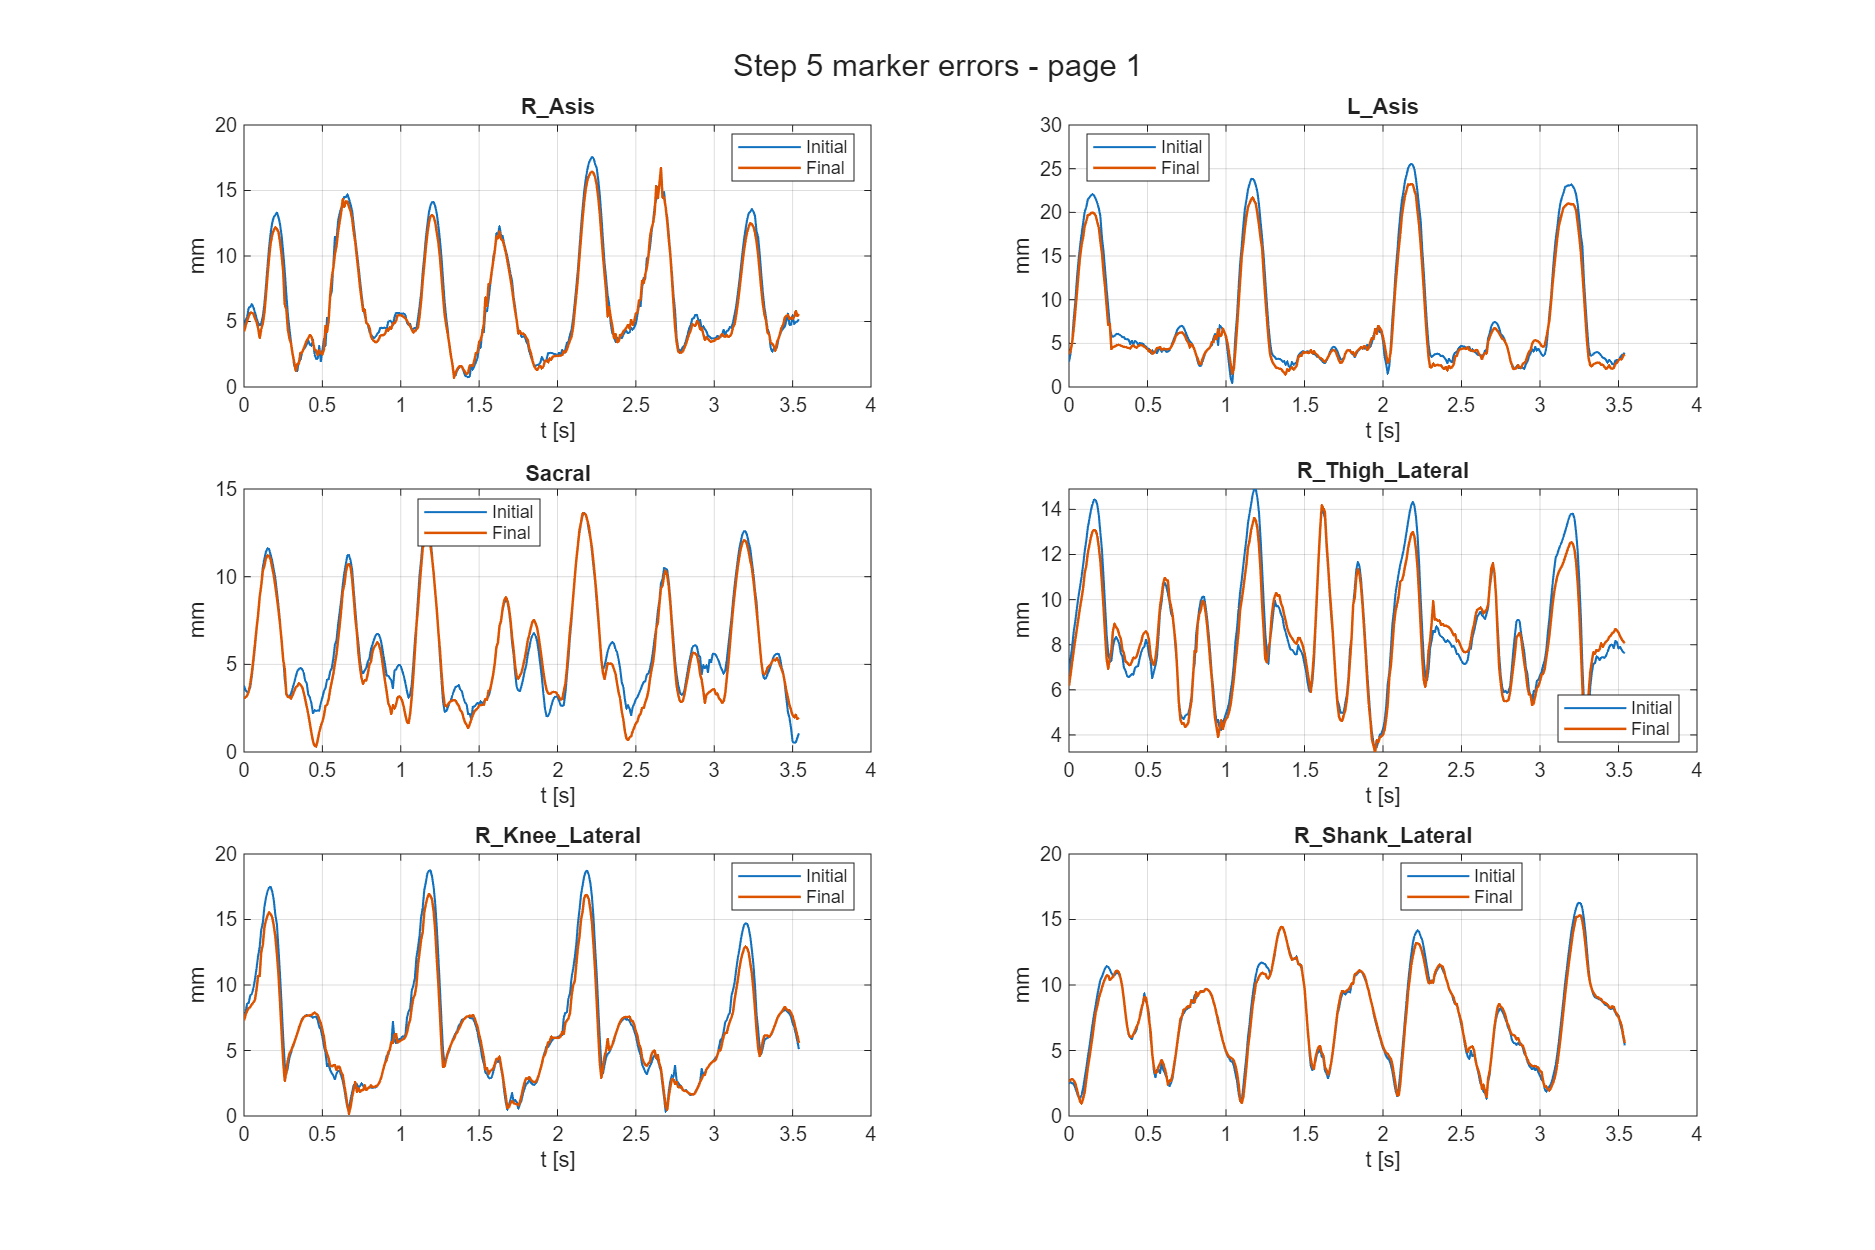 Step 5 marker errors - page 1
R_Asis
20
15
10
5
0
mm
0 0.5 1 1.5 2 2.5 3 3.5 4
t [s]
Initial
Final
L_Asis
30
25
20
15
10
5
0
mm
0 0.5 1 1.5 2 2.5 3 3.5 4
t [s]
Initial
Final
Sacral
15
10
5
0
mm
0 0.5 1 1.5 2 2.5 3 3.5 4
t [s]
Initial
Final
R_Thigh_Lateral
14
12
10
8
6
4
mm
0 0.5 1 1.5 2 2.5 3 3.5 4
t [s]
Initial
Final
R_Knee_Lateral
20
15
10
5
0
mm
0 0.5 1 1.5 2 2.5 3 3.5 4
t [s]
Initial
Final
R_Shank_Lateral
20
15
10
5
0
mm
0 0.5 1 1.5 2 2.5 3 3.5 4
t [s]
Initial
Final